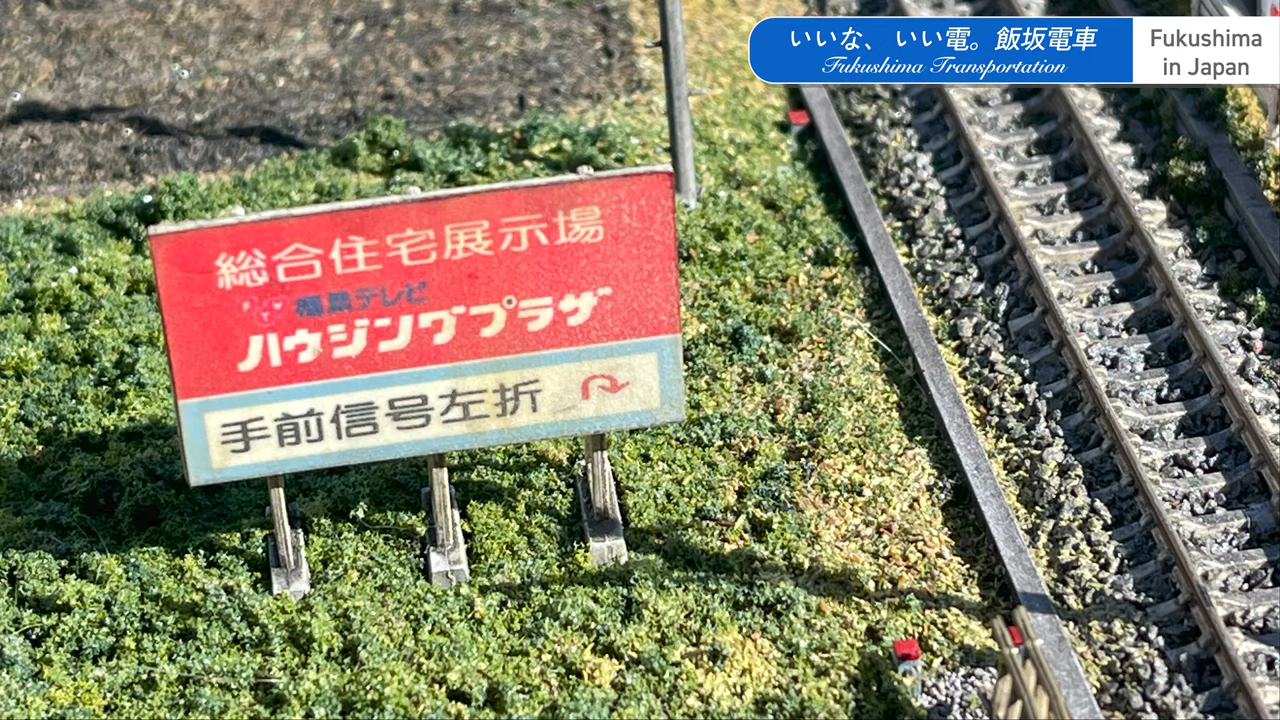 いいな、いい電。飯坂電車
Fukushima Transportation
Fukushima
in Japan
総合住宅展示場
福島テレビ
ハウジングプラザ
手前信号左折